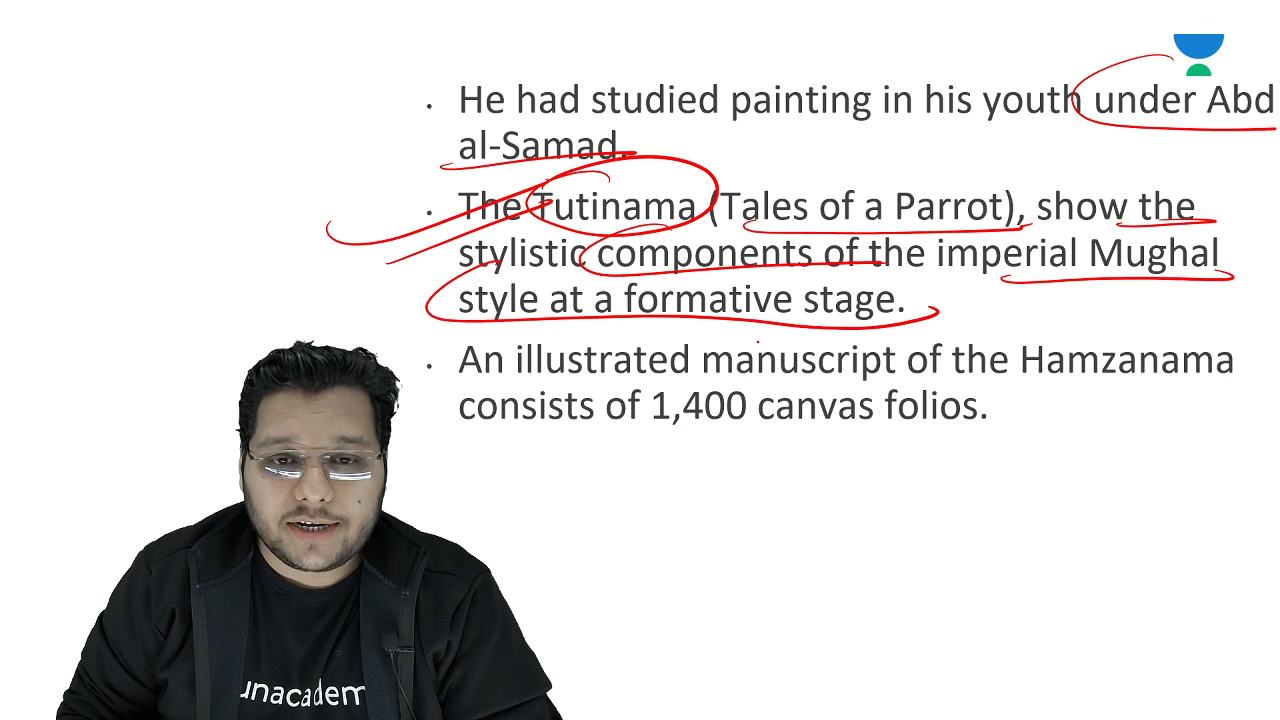 • He had studied painting in his youth under Abd
al-Samad.
• The Tutinama (Tales of a Parrot), show the
stylistic components of the imperial Mughal
style at a formative stage.
• An illustrated manuscript of the Hamzanama
consists of 1,400 canvas folios.
unacadem